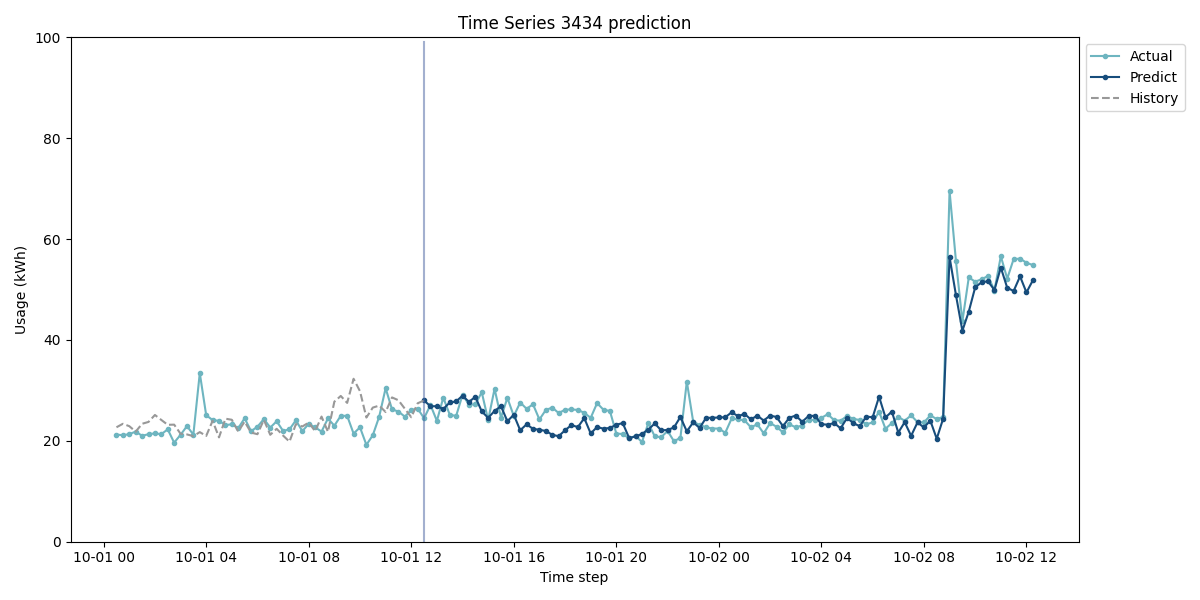 Time Series 3434 prediction
100
80
60
40
20
0
Usage (kWh)
10-01 00
10-01 04
10-01 08
10-01 12
10-01 16
10-01 20
10-02 00
10-02 04
10-02 08
10-02 12
Time step
Actual
Predict
History